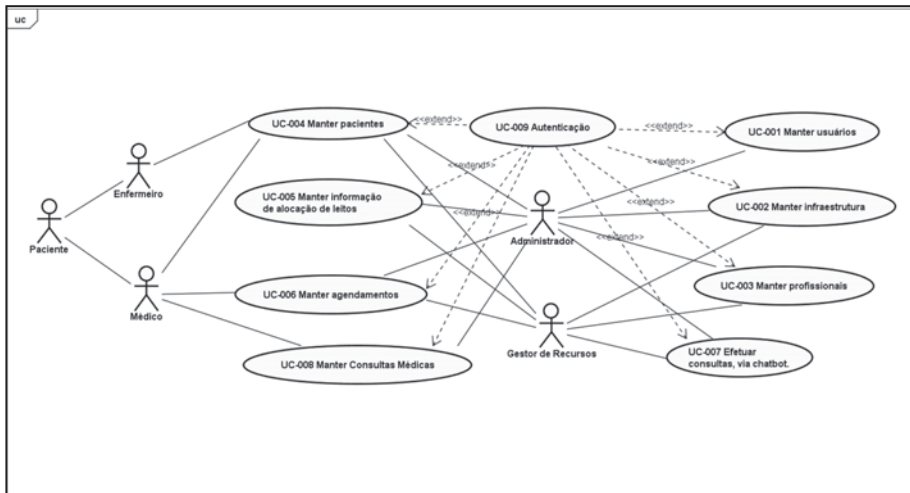 uc
UC-004 Manter pacientes
<<extend>>
UC-009 Autenticação
<<extend>>
UC-001 Manter usuários
Enfermeiro
<<extend>>
<<extend>>
UC-005 Manter informação
de alocação de leitos
UC-002 Manter infraestrutura
Paciente
<<extend>>
Administrador
<<extend>>
UC-006 Manter agendamentos
UC-003 Manter profissionais
Médico
Gestor de Recursos
UC-008 Manter Consultas Médicas
UC-007 Efetuar
consultas, via chatbot.